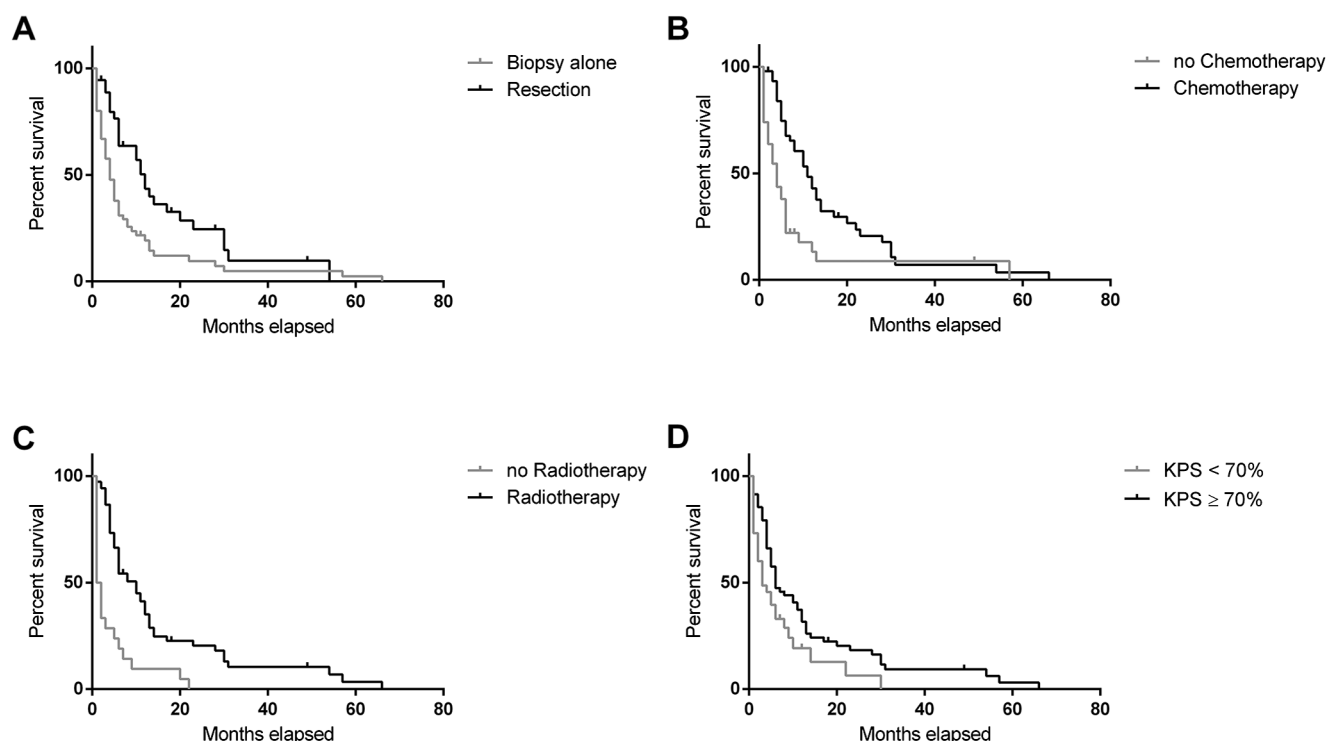 A
Percent survival
100
50
0
0 20 40 60 80
Months elapsed
Biopsy alone
Resection
B
Percent survival
100
50
0
0 20 40 60 80
Months elapsed
no Chemotherapy
Chemotherapy
C
Percent survival
100
50
0
0 20 40 60 80
Months elapsed
no Radiotherapy
Radiotherapy
D
Percent survival
100
50
0
0 20 40 60 80
Months elapsed
KPS < 70%
KPS ≥ 70%